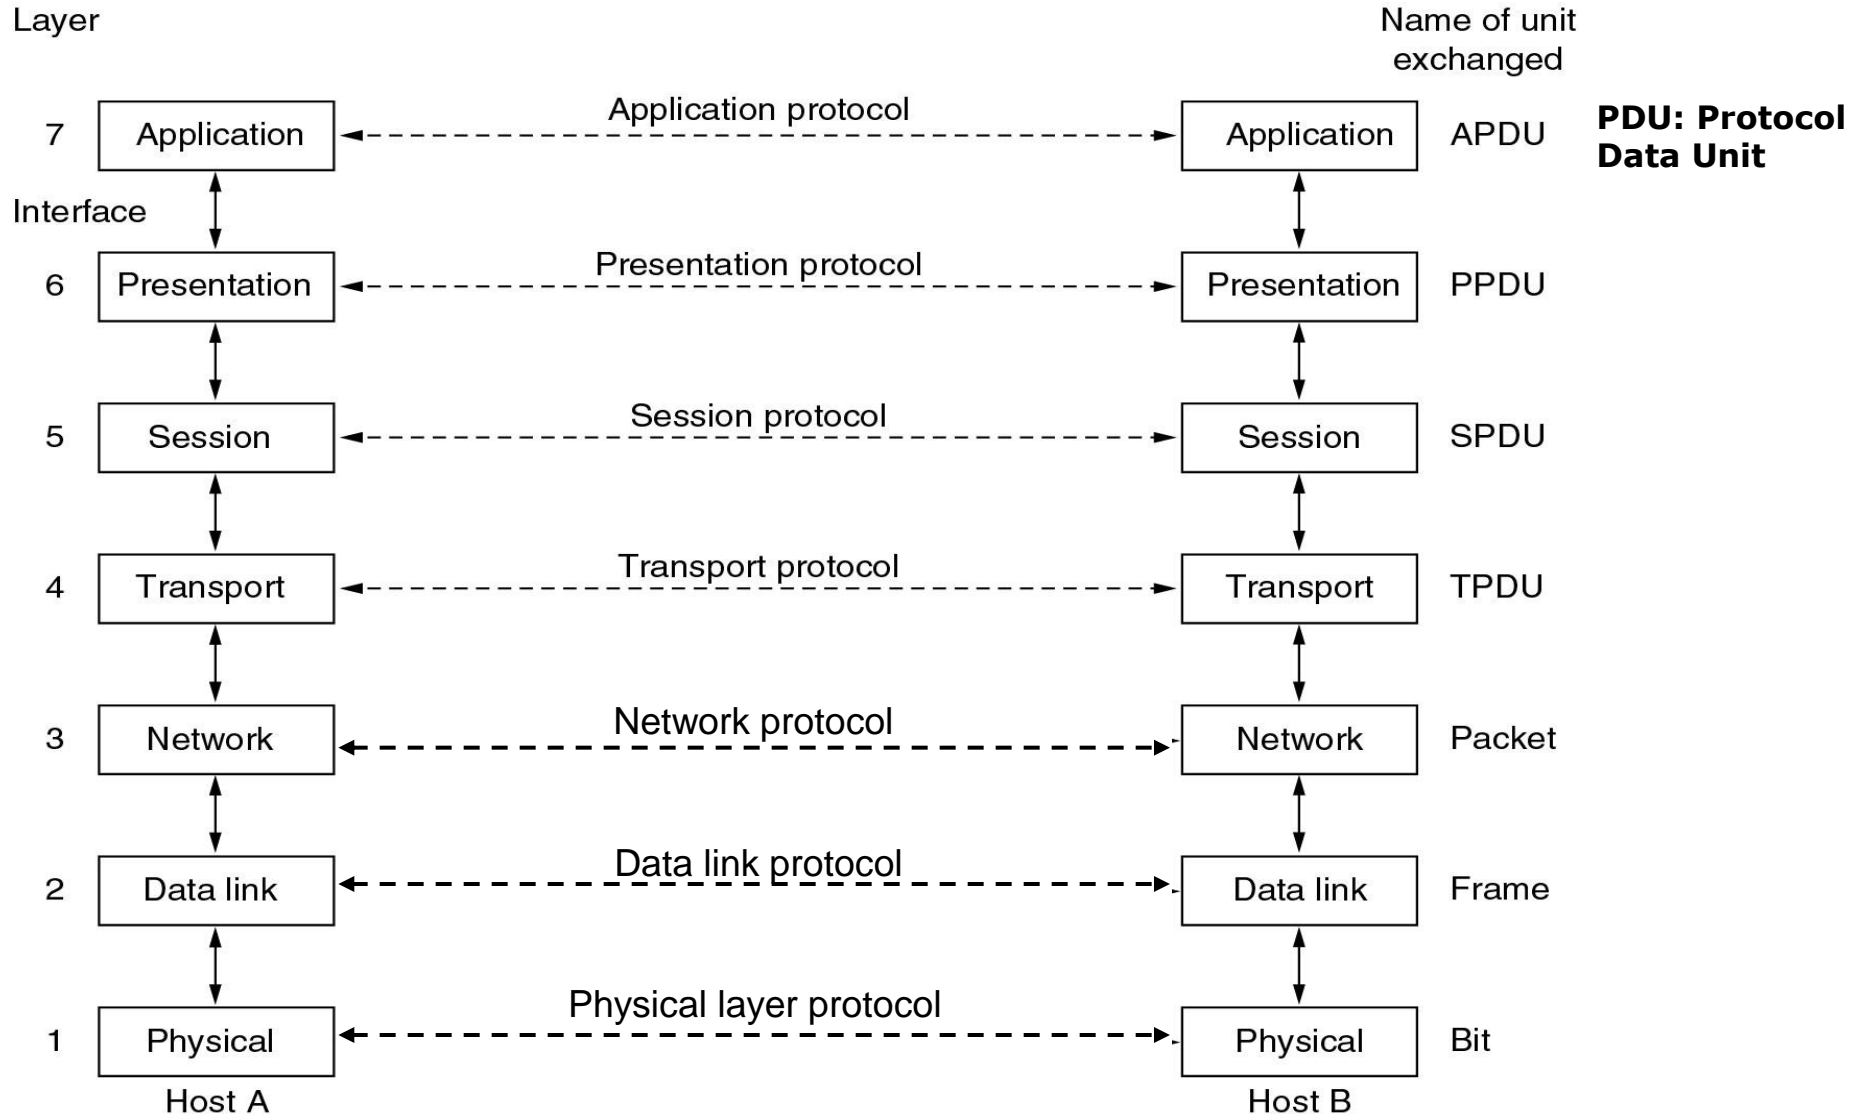 Layer
Name of unit
exchanged
7
Application
Application protocol
Application
APDU
PDU: Protocol
Data Unit
Interface
6
Presentation
Presentation protocol
Presentation
PPDU
5
Session
Session protocol
Session
SPDU
4
Transport
Transport protocol
Transport
TPDU
3
Network
Network protocol
Network
Packet
2
Data link
Data link protocol
Data link
Frame
1
Physical
Physical layer protocol
Physical
Bit
Host A
Host B